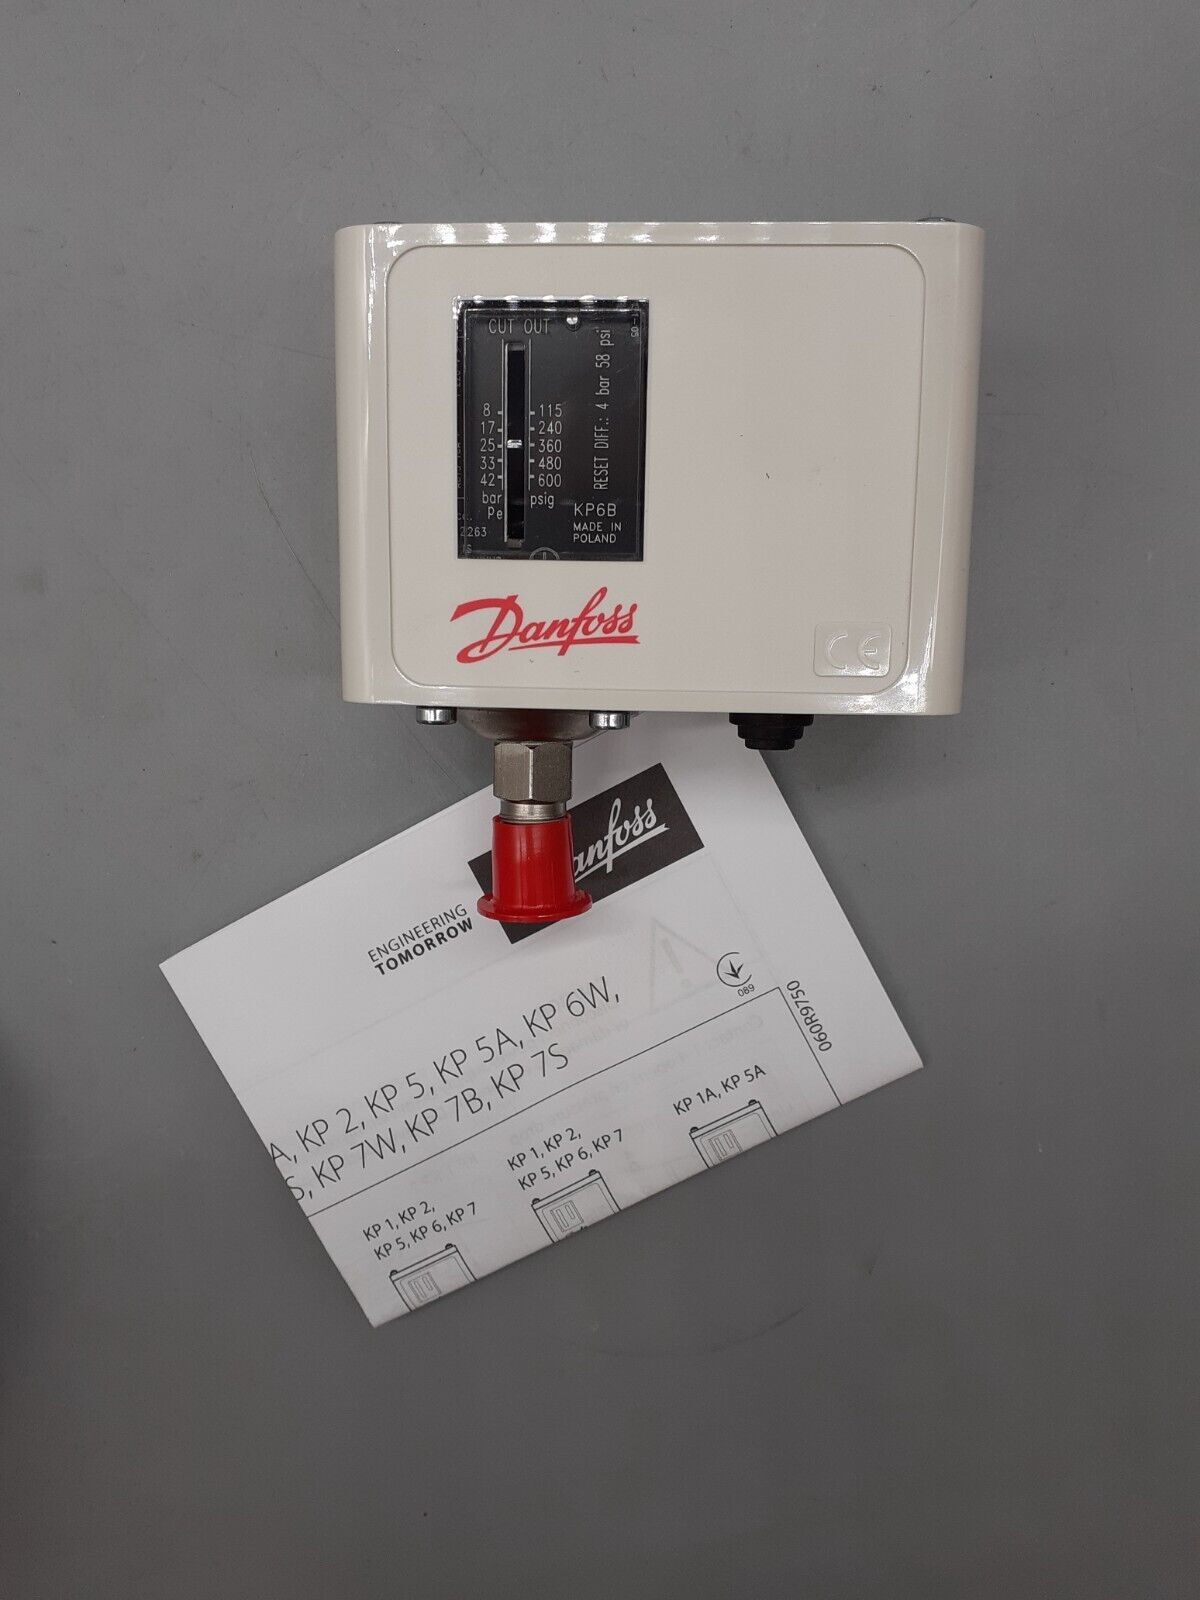 CUT OUT
8 115
17 240
25 360
33 480
42 600
bar psig
Pe
RESET DIFF.: 4 bar 58 psi
KP6B
MADE IN
POLAND
2263
Danfoss
CE
anfoss
ENGINEERING
TOMORROW
089
060R9750
A, KP 2, KP 5, KP 5A, KP 6W,
S, KP 7W, KP 7B, KP 7S
KP 1, KP 2,
KP 5, KP 6, KP 7
KP 1, KP 2,
KP 5, KP 6, KP 7
KP 1A, KP 5A